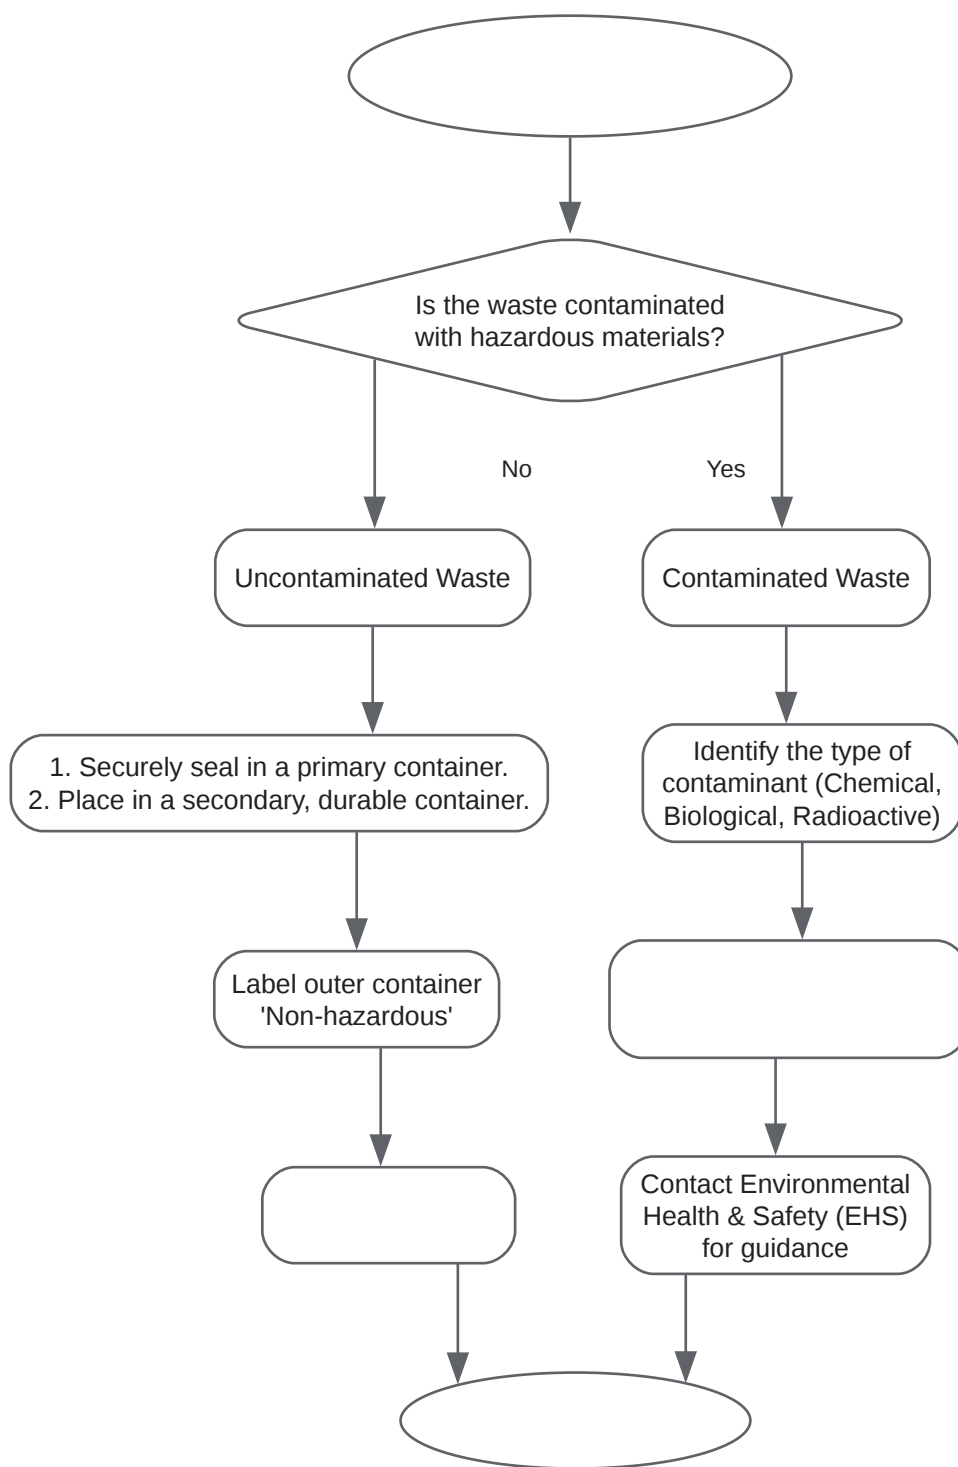 Is the waste contaminated
with hazardous materials?
No
Yes
Uncontaminated Waste
Contaminated Waste
1. Securely seal in a primary container.
2. Place in a secondary, durable container.
Identify the type of
contaminant (Chemical,
Biological, Radioactive)
Label outer container
'Non-hazardous'
Contact Environmental
Health & Safety (EHS)
for guidance